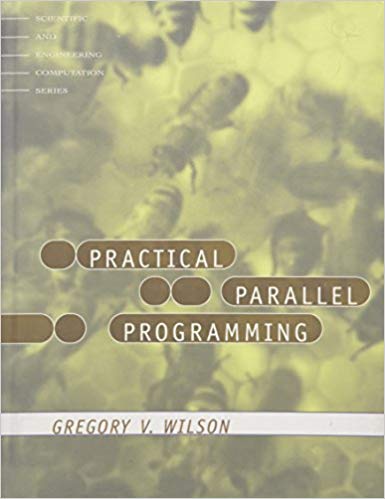 SCIENTIFIC
AND
ENGINEERING
COMPUTATION
SERIES
PRACTICAL
PARALLEL
PROGRAMMING
GREGORY V. WILSON